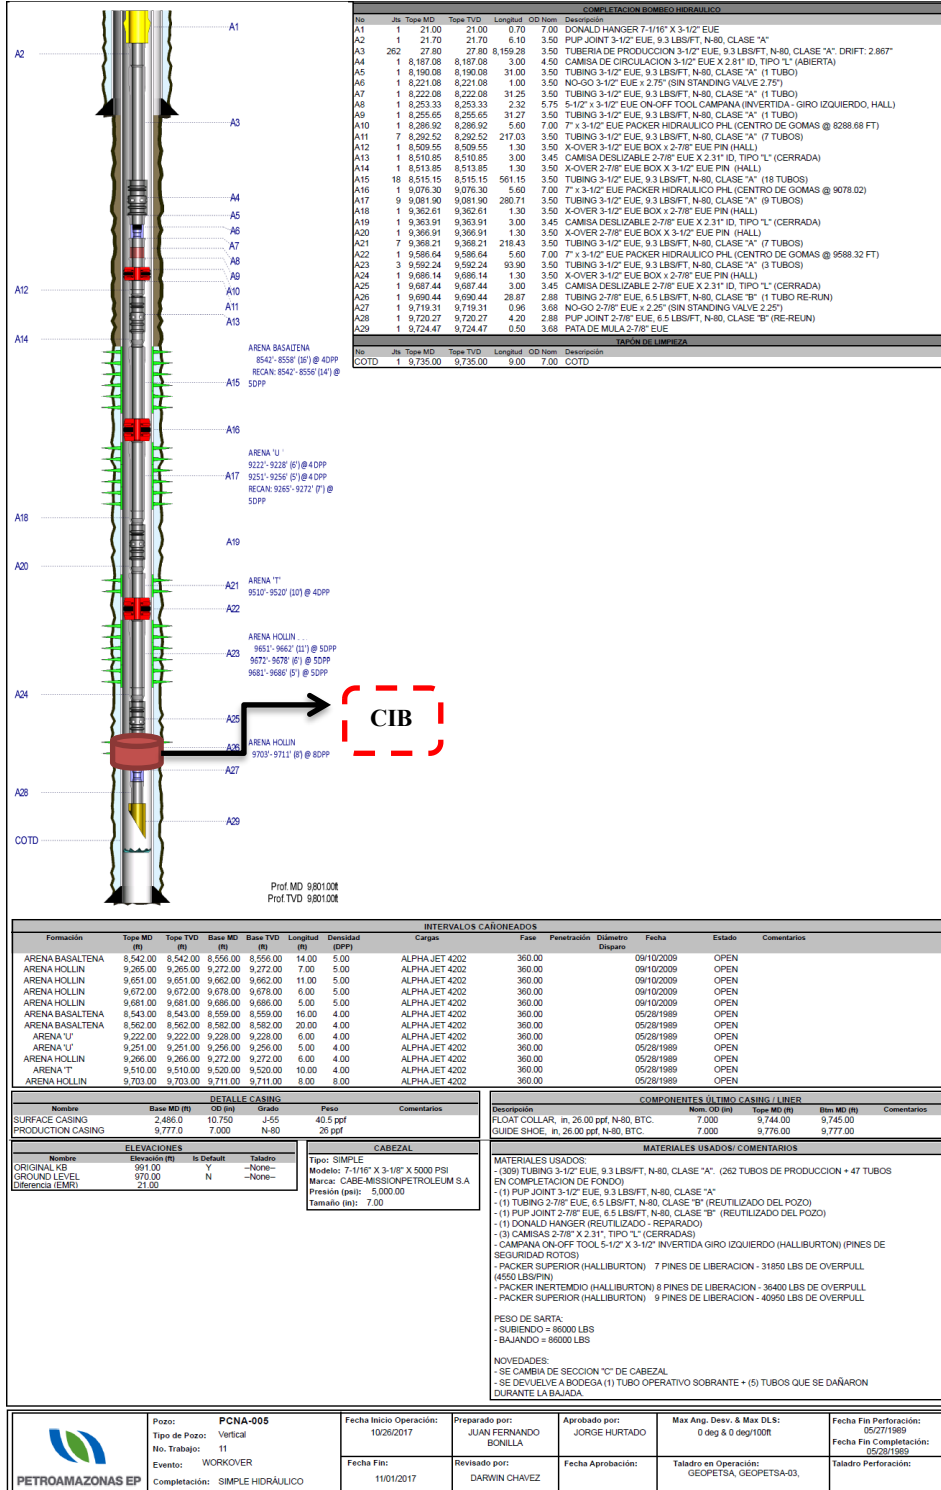 COMPLETACION BOMBEO HIDRAULICO
No Jts Tope MD Tope TVD Longitud OD Nom Descripción
A1 1 21.00 21.00 0.70 7.00 DONALD HANGER 7-1/16" X 3-1/2" EUE
A2 1 21.70 21.70 6.10 3.50 PUP JOINT 3-1/2" EUE, 9.3 LBS/FT, N-80, CLASE "A"
A3 262 27.80 27.80 8,159.28 3.50 TUBERIA DE PRODUCCION 3-1/2" EUE, 9.3 LBS/FT, N-80, CLASE "A". DRIFT: 2.867"
A4 1 8,187.08 8,187.08 3.00 4.50 CAMISA DE CIRCULACION 3-1/2" EUE X 2.81" ID, TIPO "L" (ABIERTA)
A5 1 8,190.08 8,190.08 31.00 3.50 TUBING 3-1/2" EUE, 9.3 LBS/FT, N-80, CLASE "A" (1 TUBO)
A6 1 8,221.08 8,221.08 1.00 3.50 NO-GO 3-1/2" EUE x 2.75" (SIN STANDING VALVE 2.75")
A7 1 8,222.08 8,222.08 31.25 3.50 TUBING 3-1/2" EUE, 9.3 LBS/FT, N-80, CLASE "A" (1 TUBO)
A8 1 8,253.33 8,253.33 2.32 5.75 5-1/2" x 3-1/2" EUE ON-OFF TOOL CAMPANA (INVERTIDA - GIRO IZQUIERDO, HALL)
A9 1 8,255.65 8,255.65 31.27 3.50 TUBING 3-1/2" EUE, 9.3 LBS/FT, N-80, CLASE "A" (1 TUBO)
A10 1 8,286.92 8,286.92 5.60 7.00 7" x 3-1/2" EUE PACKER HIDRAULICO PHL (CENTRO DE GOMAS @ 8288.68 FT)
A11 7 8,292.52 8,292.52 217.03 3.50 TUBING 3-1/2" EUE, 9.3 LBS/FT, N-80, CLASE "A" (7 TUBOS)
A12 1 8,509.55 8,509.55 1.30 3.50 X-OVER 3-1/2" EUE BOX x 2-7/8" EUE PIN (HALL)
A13 1 8,510.85 8,510.85 3.00 3.45 CAMISA DESLIZABLE 2-7/8" EUE X 2.31" ID, TIPO "L" (CERRADA)
A14 1 8,513.85 8,513.85 1.30 3.50 X-OVER 2-7/8" EUE BOX X 3-1/2" EUE PIN (HALL)
A15 18 8,515.15 8,515.15 561.15 3.50 TUBING 3-1/2" EUE, 9.3 LBS/FT, N-80, CLASE "A" (18 TUBOS)
A16 1 9,076.30 9,076.30 5.60 7.00 7" x 3-1/2" EUE PACKER HIDRAULICO PHL (CENTRO DE GOMAS @ 9078.02)
A17 9 9,081.90 9,081.90 280.71 3.50 TUBING 3-1/2" EUE, 9.3 LBS/FT, N-80, CLASE "A" (9 TUBOS)
A18 1 9,362.61 9,362.61 1.30 3.50 X-OVER 3-1/2" EUE BOX x 2-7/8" EUE PIN (HALL)
A19 1 9,363.91 9,363.91 3.00 3.45 CAMISA DESLIZABLE 2-7/8" EUE X 2.31" ID, TIPO "L" (CERRADA)
A20 1 9,366.91 9,366.91 1.30 3.50 X-OVER 2-7/8" EUE BOX X 3-1/2" EUE PIN (HALL)
A21 7 9,368.21 9,368.21 218.43 3.50 TUBING 3-1/2" EUE, 9.3 LBS/FT, N-80, CLASE "A" (7 TUBOS)
A22 1 9,586.64 9,586.64 5.60 7.00 7" x 3-1/2" EUE PACKER HIDRAULICO PHL (CENTRO DE GOMAS @ 9588.32 FT)
A23 3 9,592.24 9,592.24 93.90 3.50 TUBING 3-1/2" EUE, 9.3 LBS/FT, N-80, CLASE "A" (3 TUBOS)
A24 1 9,686.14 9,686.14 1.30 3.50 X-OVER 3-1/2" EUE BOX x 2-7/8" EUE PIN (HALL)
A25 1 9,687.44 9,687.44 3.00 3.45 CAMISA DESLIZABLE 2-7/8" EUE X 2.31" ID, TIPO "L" (CERRADA)
A26 1 9,690.44 9,690.44 28.87 2.88 TUBING 2-7/8" EUE, 6.5 LBS/FT, N-80, CLASE "B" (1 TUBO RE-RUN)
A27 1 9,719.31 9,719.31 0.96 3.68 NO-GO 2-7/8" EUE x 2.25" (SIN STANDING VALVE 2.25")
A28 1 9,720.27 9,720.27 4.20 2.88 PUP JOINT 2-7/8" EUE, 6.5 LBS/FT, N-80, CLASE "B" (RE-REUN)
A29 1 9,724.47 9,724.47 0.50 3.68 PATA DE MULA 2-7/8" EUE
TAPÓN DE LIMPIEZA
No Jts Tope MD Tope TVD Longitud OD Nom Descripción
COTD 1 9,735.00 9,735.00 9.00 7.00 COTD
A1
A2
A3
A4
A5
A6
A7
A8
A9
A12
A10
A11
A13
A14
ARENA BASALTENA
8542'- 8558' (16') @ 4DPP
RECAN: 8542'- 8556' (14') @
A15 5DPP
A16
ARENA 'U'
9222'- 9228' (6') @ 4 DPP
A17 9251'- 9256' (5') @ 4 DPP
RECAN: 9265'- 9272' (7') @
5DPP
A18
A19
A20
A21 ARENA 'T'
9510'- 9520' (10') @ 4DPP
A22
ARENA HOLLIN . . .
A23 9651'- 9662' (11') @ 5DPP
9672'- 9678' (6') @ 5DPP
9681'- 9686' (5') @ 5DPP
A24
CIB
A25
A26 ARENA HOLLIN
9703'- 9711' (8') @ 8DPP
A27
A28
A29
COTD
Prof. MD 9,801.00ft
Prof. TVD 9,801.00ft
INTERVALOS CAÑONEADOS
Formación Tope MD (ft) Tope TVD (ft) Base MD (ft) Base TVD (ft) Longitud (ft) Densidad (DPP) Cargas Fase Penetración Diámetro Disparo Fecha Estado Comentarios
ARENA BASALTENA 8,542.00 8,542.00 8,556.00 8,556.00 14.00 5.00 ALPHA JET 4202 360.00 09/10/2009 OPEN
ARENA HOLLIN 9,265.00 9,265.00 9,272.00 9,272.00 7.00 5.00 ALPHA JET 4202 360.00 09/10/2009 OPEN
ARENA HOLLIN 9,651.00 9,651.00 9,662.00 9,662.00 11.00 5.00 ALPHA JET 4202 360.00 09/10/2009 OPEN
ARENA HOLLIN 9,672.00 9,672.00 9,678.00 9,678.00 6.00 5.00 ALPHA JET 4202 360.00 09/10/2009 OPEN
ARENA HOLLIN 9,681.00 9,681.00 9,686.00 9,686.00 5.00 5.00 ALPHA JET 4202 360.00 09/10/2009 OPEN
ARENA BASALTENA 8,543.00 8,543.00 8,559.00 8,559.00 16.00 4.00 ALPHA JET 4202 360.00 05/28/1989 OPEN
ARENA BASALTENA 8,562.00 8,562.00 8,582.00 8,582.00 20.00 4.00 ALPHA JET 4202 360.00 05/28/1989 OPEN
ARENA 'U' 9,222.00 9,222.00 9,228.00 9,228.00 6.00 4.00 ALPHA JET 4202 360.00 05/28/1989 OPEN
ARENA 'U' 9,251.00 9,251.00 9,256.00 9,256.00 5.00 4.00 ALPHA JET 4202 360.00 05/28/1989 OPEN
ARENA HOLLIN 9,266.00 9,266.00 9,272.00 9,272.00 6.00 4.00 ALPHA JET 4202 360.00 05/28/1989 OPEN
ARENA 'T' 9,510.00 9,510.00 9,520.00 9,520.00 10.00 4.00 ALPHA JET 4202 360.00 05/28/1989 OPEN
ARENA HOLLIN 9,703.00 9,703.00 9,711.00 9,711.00 8.00 8.00 ALPHA JET 4202 360.00 05/28/1989 OPEN
DETALLE CASING
Nombre Base MD (ft) OD (in) Grado Peso Comentarios
SURFACE CASING 2,486.0 10.750 J-55 40.5 ppf
PRODUCTION CASING 9,777.0 7.000 N-80 26 ppf
COMPONENTES ÚLTIMO CASING / LINER
Descripción Nom. OD (in) Tope MD (ft) Btm MD (ft) Comentarios
FLOAT COLLAR, in, 26.00 ppf, N-80, BTC. 7.000 9,744.00 9,745.00
GUIDE SHOE, in, 26.00 ppf, N-80, BTC. 7.000 9,776.00 9,777.00
ELEVACIONES
Nombre Elevación (ft) Is Default Taladro
ORIGINAL KB 991.00 Y --None--
GROUND LEVEL 970.00 N --None--
Diferencia (EMR) 21.00
CABEZAL
Tipo: SIMPLE
Modelo: 7-1/16" X 3-1/8" X 5000 PSI
Marca: CABE-MISSIONPETROLEUM S.A
Presión (psi): 5,000.00
Tamaño (in): 7.00
MATERIALES USADOS/ COMENTARIOS
MATERIALES USADOS:
- (309) TUBING 3-1/2" EUE, 9.3 LBS/FT, N-80, CLASE "A". (262 TUBOS DE PRODUCCION + 47 TUBOS
EN COMPLETACION DE FONDO)
- (1) PUP JOINT 3-1/2" EUE, 9.3 LBS/FT, N-80, CLASE "A"
- (1) TUBING 2-7/8" EUE, 6.5 LBS/FT, N-80, CLASE "B" (REUTILIZADO DEL POZO)
- (1) PUP JOINT 2-7/8" EUE, 6.5 LBS/FT, N-80, CLASE "B" (REUTILIZADO DEL POZO)
- (1) DONALD HANGER (REUTILIZADO - REPARADO)
- (3) CAMISAS 2-7/8" X 2.31", TIPO "L" (CERRADAS)
- CAMPANA ON-OFF TOOL 5-1/2" X 3-1/2" INVERTIDA GIRO IZQUIERDO (HALLIBURTON) (PINES DE
SEGURIDAD ROTOS)
- PACKER SUPERIOR (HALLIBURTON) 7 PINES DE LIBERACION - 31850 LBS DE OVERPULL
(4550 LBS/PIN)
- PACKER INERTEMDIO (HALLIBURTON) 8 PINES DE LIBERACION - 36400 LBS DE OVERPULL
- PACKER SUPERIOR (HALLIBURTON) 9 PINES DE LIBERACION - 40950 LBS DE OVERPULL
PESO DE SARTA:
- SUBIENDO = 86000 LBS
- BAJANDO = 86000 LBS
NOVEDADES:
- SE CAMBIA DE SECCION "C" DE CABEZAL
- SE DEVUELVE A BODEGA (1) TUBO OPERATIVO SOBRANTE + (5) TUBOS QUE SE DAÑARON
DURANTE LA BAJADA.
PETROAMAZONAS EP
Pozo: PCNA-005
Tipo de Pozo: Vertical
No. Trabajo: 11
Evento: WORKOVER
Completación: SIMPLE HIDRÁULICO
Fecha Inicio Operación:
10/26/2017
Fecha Fin:
11/01/2017
Preparado por:
JUAN FERNANDO
BONILLA
Revisado por:
DARWIN CHAVEZ
Aprobado por:
JORGE HURTADO
Fecha Aprobación:
Max Ang. Desv. & Max DLS:
0 deg & 0 deg/100ft
Taladro en Operación:
GEOPETSA, GEOPETSA-03,
Fecha Fin Perforación:
05/27/1989
Fecha Fin Completación:
05/28/1989
Taladro Perforación: